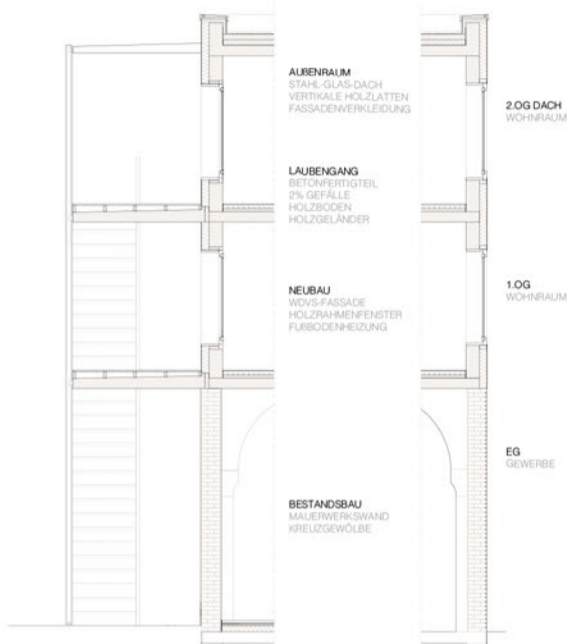 AUßENRAUM
STAHL-GLAS-DACH
VERTIKALE HOLZLATTEN
FASSADENVERKLEIDUNG
LAUBENGANG
BETONFERTIGTEIL
2% GEFÄLLE
HOLZBODEN
HOLZGELÄNDER
NEUBAU
WDVS-FASSADE
HOLZRAHMENFENSTER
FUßBODENHEIZUNG
BESTANDSBAU
MAUERWERKSWAND
KREUZGEWÖLBE
2.OG DACH
WOHNRAUM
1.OG
WOHNRAUM
EG
GEWERBE